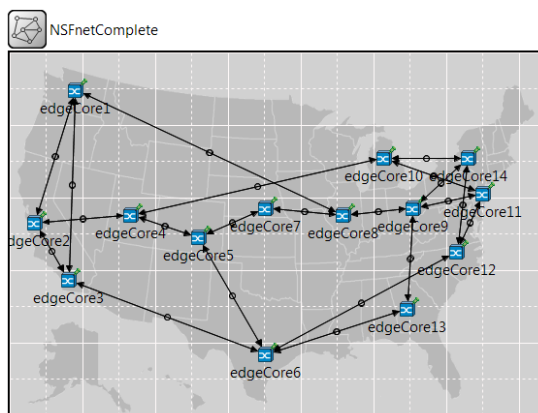 NSFnetComplete
edgeCore1
edgeCore10
edgeCore14
edgeCore11
edgeCore2
edgeCore4
edgeCore5
edgeCore7
edgeCore8
edgeCore9
edgeCore12
edgeCore3
edgeCore13
edgeCore6